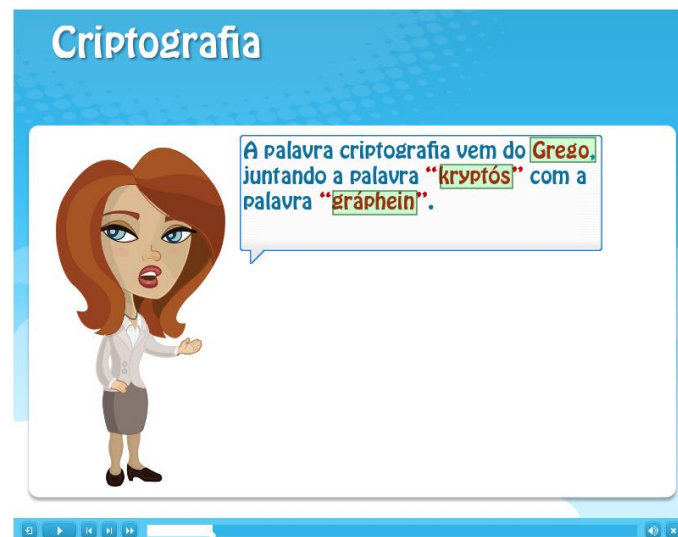 Criptografia
A palavra criptografia vem do Grego,
juntando a palavra “kryptós” com a
palavra “gráphein”.